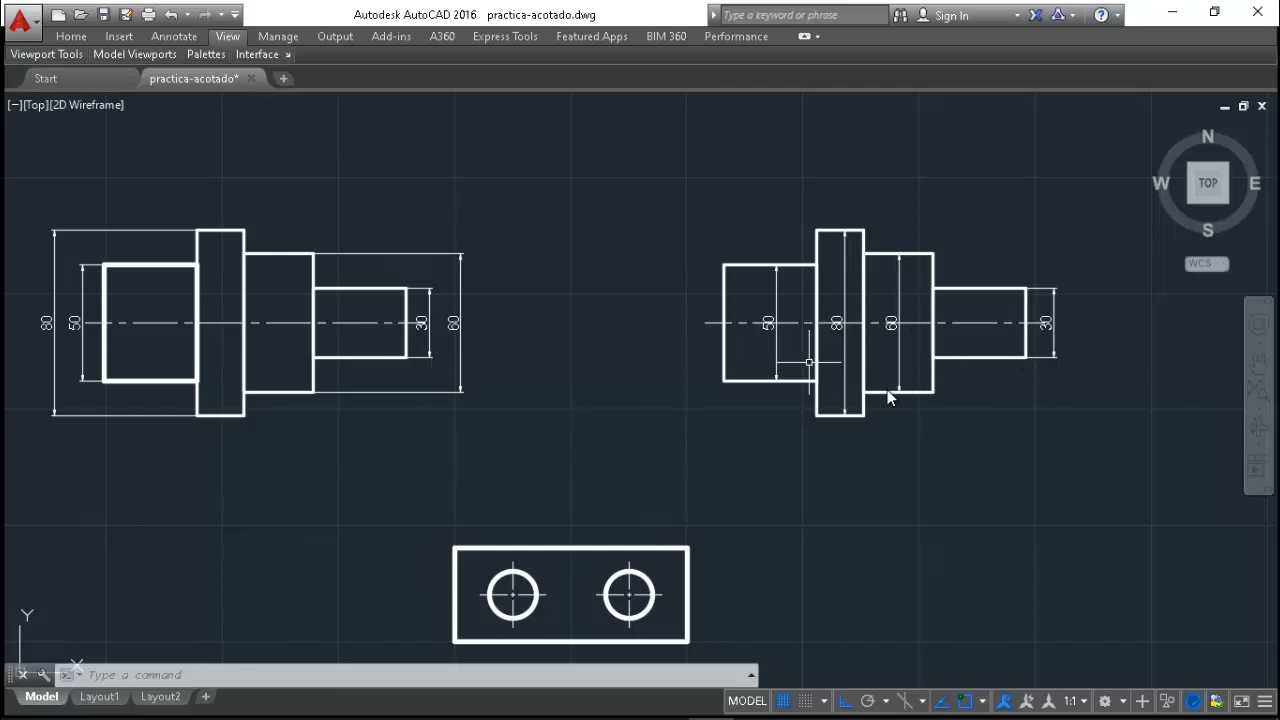 Autodesk AutoCAD 2016 practica-acotado.dwg
Type a keyword or phrase
Sign In
Home Insert Annotate View Manage Output Add-ins A360 Express Tools Featured Apps BIM 360 Performance
Viewport Tools Model Viewports Palettes Interface
Start practica-acotado*
[−][Top][2D Wireframe]
N
W TOP E
S
WCS
80 50 30 60
50 80 60 30
Y
X
Type a command
Model Layout1 Layout2
MODEL 1:1